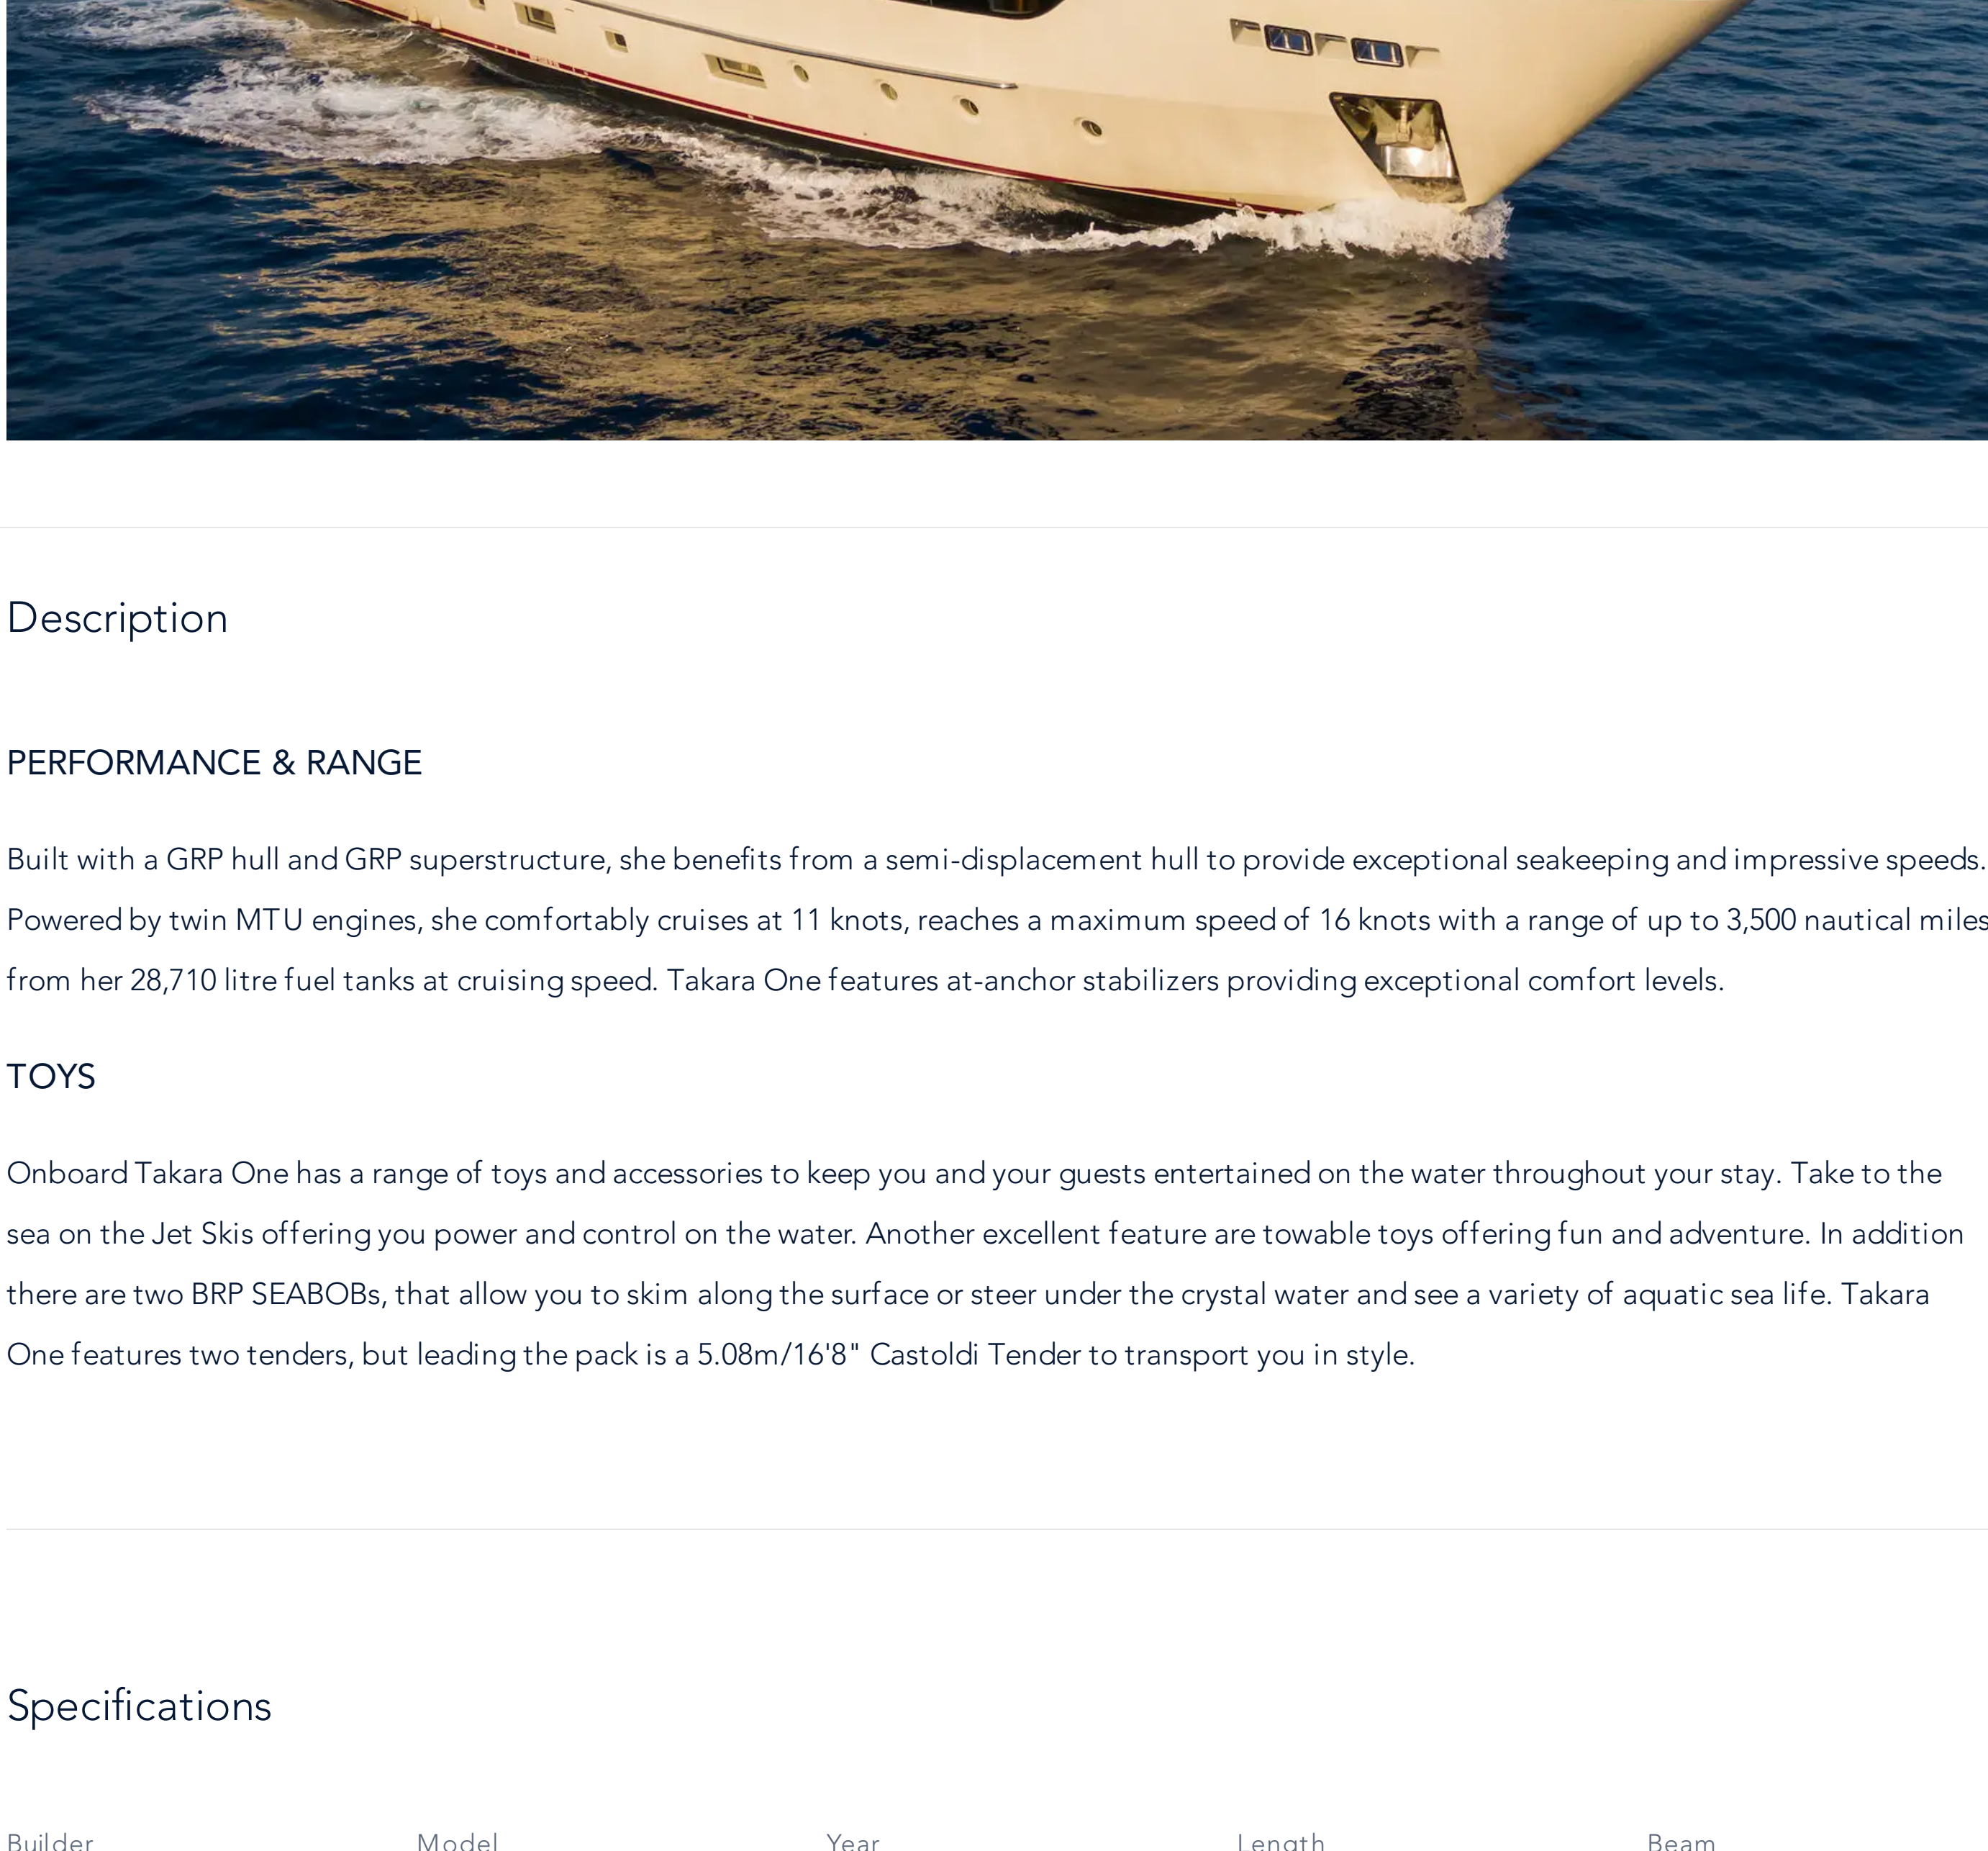 Description
PERFORMANCE & RANGE
Built with a GRP hull and GRP superstructure, she benefits from a semi-displacement hull to provide exceptional seakeeping and impressive speeds.
Powered by twin MTU engines, she comfortably cruises at 11 knots, reaches a maximum speed of 16 knots with a range of up to 3,500 nautical miles
from her 28,710 litre fuel tanks at cruising speed. Takara One features at-anchor stabilizers providing exceptional comfort levels.
TOYS
Onboard Takara One has a range of toys and accessories to keep you and your guests entertained on the water throughout your stay. Take to the
sea on the Jet Skis offering you power and control on the water. Another excellent feature are towable toys offering fun and adventure. In addition
there are two BRP SEABOBs, that allow you to skim along the surface or steer under the crystal water and see a variety of aquatic sea life. Takara
One features two tenders, but leading the pack is a 5.08m/16'8" Castoldi Tender to transport you in style.
Specifications
Builder Model Year Length Beam